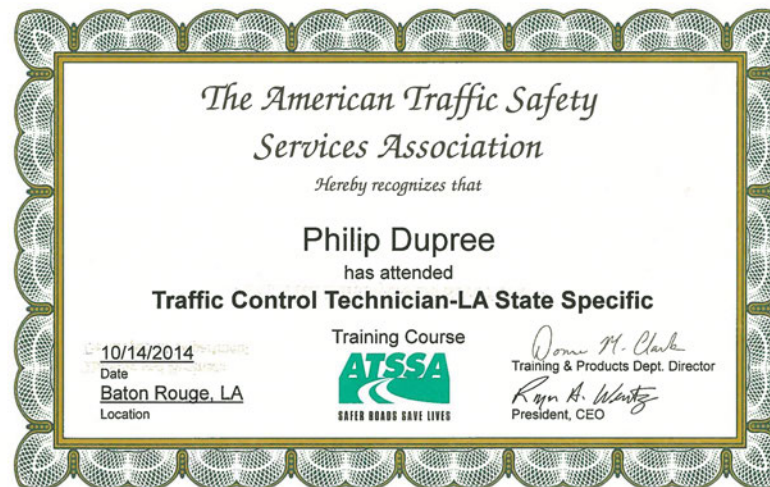 The American Traffic Safety
Services Association
Hereby recognizes that
Philip Dupree
has attended
Traffic Control Technician-LA State Specific
Training Course
10/14/2014
Date
Baton Rouge, LA
Location
ATSSA
SAFER ROADS SAVE LIVES
M. Clark
Training & Products Dept. Director
A. Wentz
President, CEO